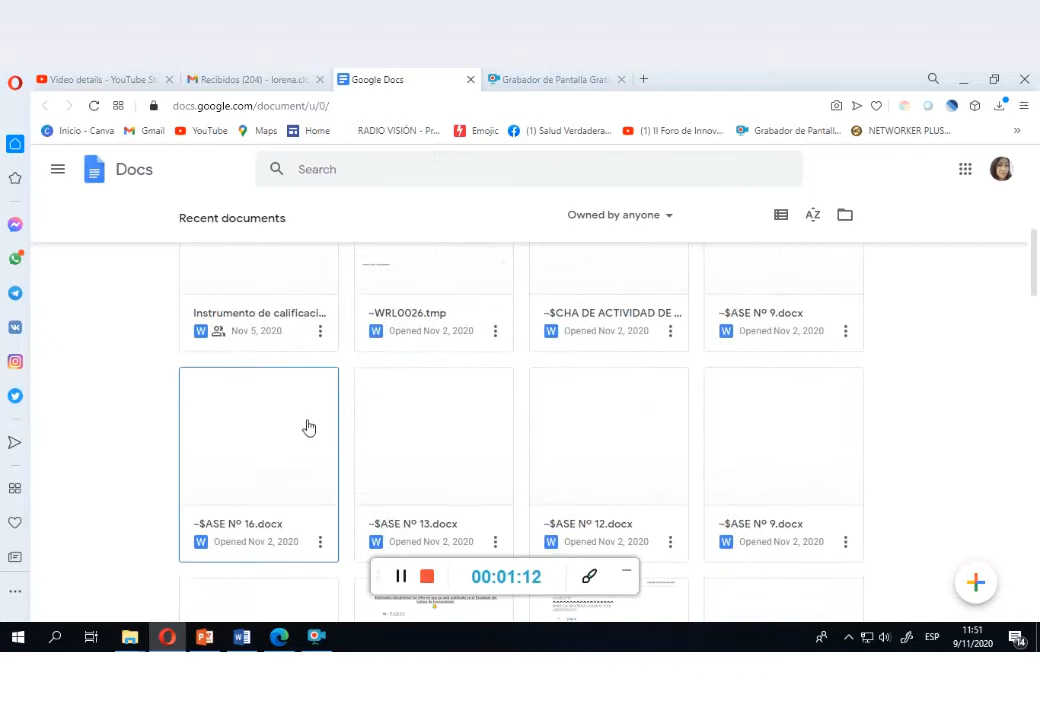 Video details - YouTube St
Recibidos (204) - lorena.ck
Google Docs
Grabador de Pantalla Grati
docs.google.com/document/u/0/
Inicio - Canva
Gmail
YouTube
Maps
Home
RADIO VISIÓN - Pr...
Emojic
(1) Salud Verdadera...
(1) II Foro de Innov...
Grabador de Pantall...
NETWORKER PLUS...
Docs
Search
Recent documents
Owned by anyone
Instrumento de calificaci...
Nov 5, 2020
~WRL0026.tmp
Opened Nov 2, 2020
~$CHA DE ACTIVIDAD DE ...
Opened Nov 2, 2020
~$ASE Nº 9.docx
Opened Nov 2, 2020
~$ASE Nº 16.docx
Opened Nov 2, 2020
~$ASE Nº 13.docx
Opened Nov 2, 2020
~$ASE Nº 12.docx
Opened Nov 2, 2020
~$ASE Nº 9.docx
Opened Nov 2, 2020
00:01:12
ESP
11:51
9/11/2020
14